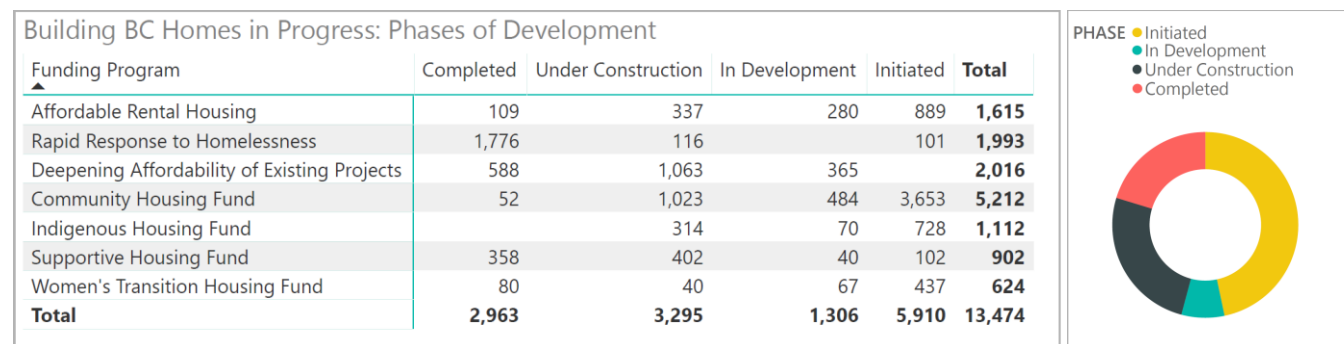 Building BC Homes in Progress: Phases of Development
Funding Program Completed Under Construction In Development Initiated Total
Affordable Rental Housing 109 337 280 889 1,615
Rapid Response to Homelessness 1,776 116 101 1,993
Deepening Affordability of Existing Projects 588 1,063 365 2,016
Community Housing Fund 52 1,023 484 3,653 5,212
Indigenous Housing Fund 314 70 728 1,112
Supportive Housing Fund 358 402 40 102 902
Women's Transition Housing Fund 80 40 67 437 624
Total 2,963 3,295 1,306 5,910 13,474
PHASE Initiated
In Development
Under Construction
Completed